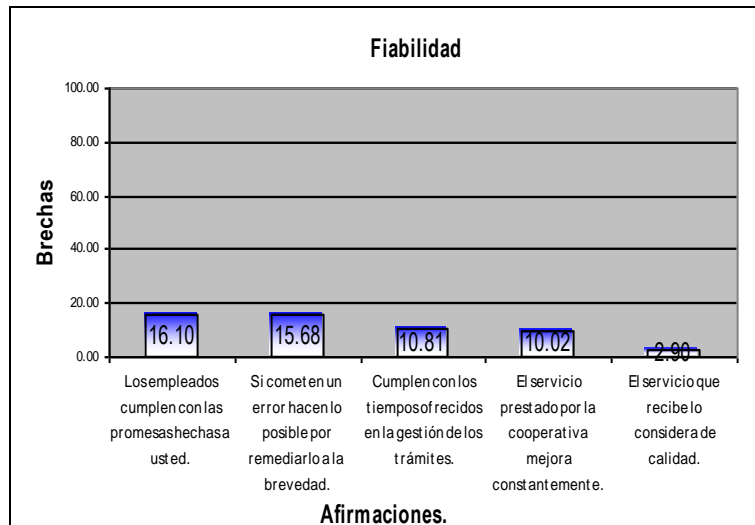 Fiabilidad
100.00
80.00
60.00
40.00
20.00
0.00
Brechas
16.10
15.68
10.81
10.02
2.90
Los empleados
cumplen con las
promesas hechas a
usted.
Si cometen un
error hacen lo
posible por
remediarlo a la
brevedad.
Cumplen con los
tiempos ofrecidos
en la gestión de los
trámites.
El servicio
prestado por la
cooperativa
mejora
constantemente.
El servicio que
recibe lo
considera de
calidad.
Afirmaciones.